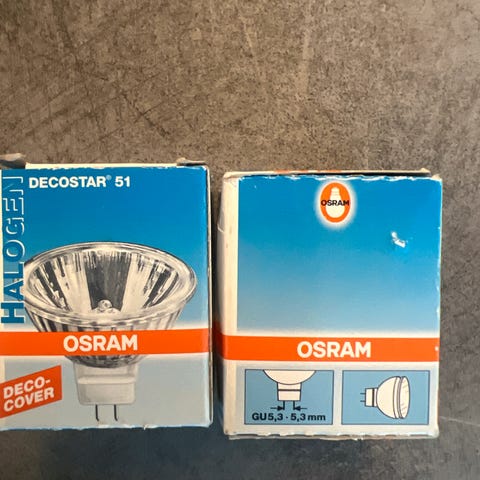 HALOGEN
DECOSTAR® 51
OSRAM
DECO-
COVER
OSRAM
OSRAM
GU5,3 - 5,3 mm